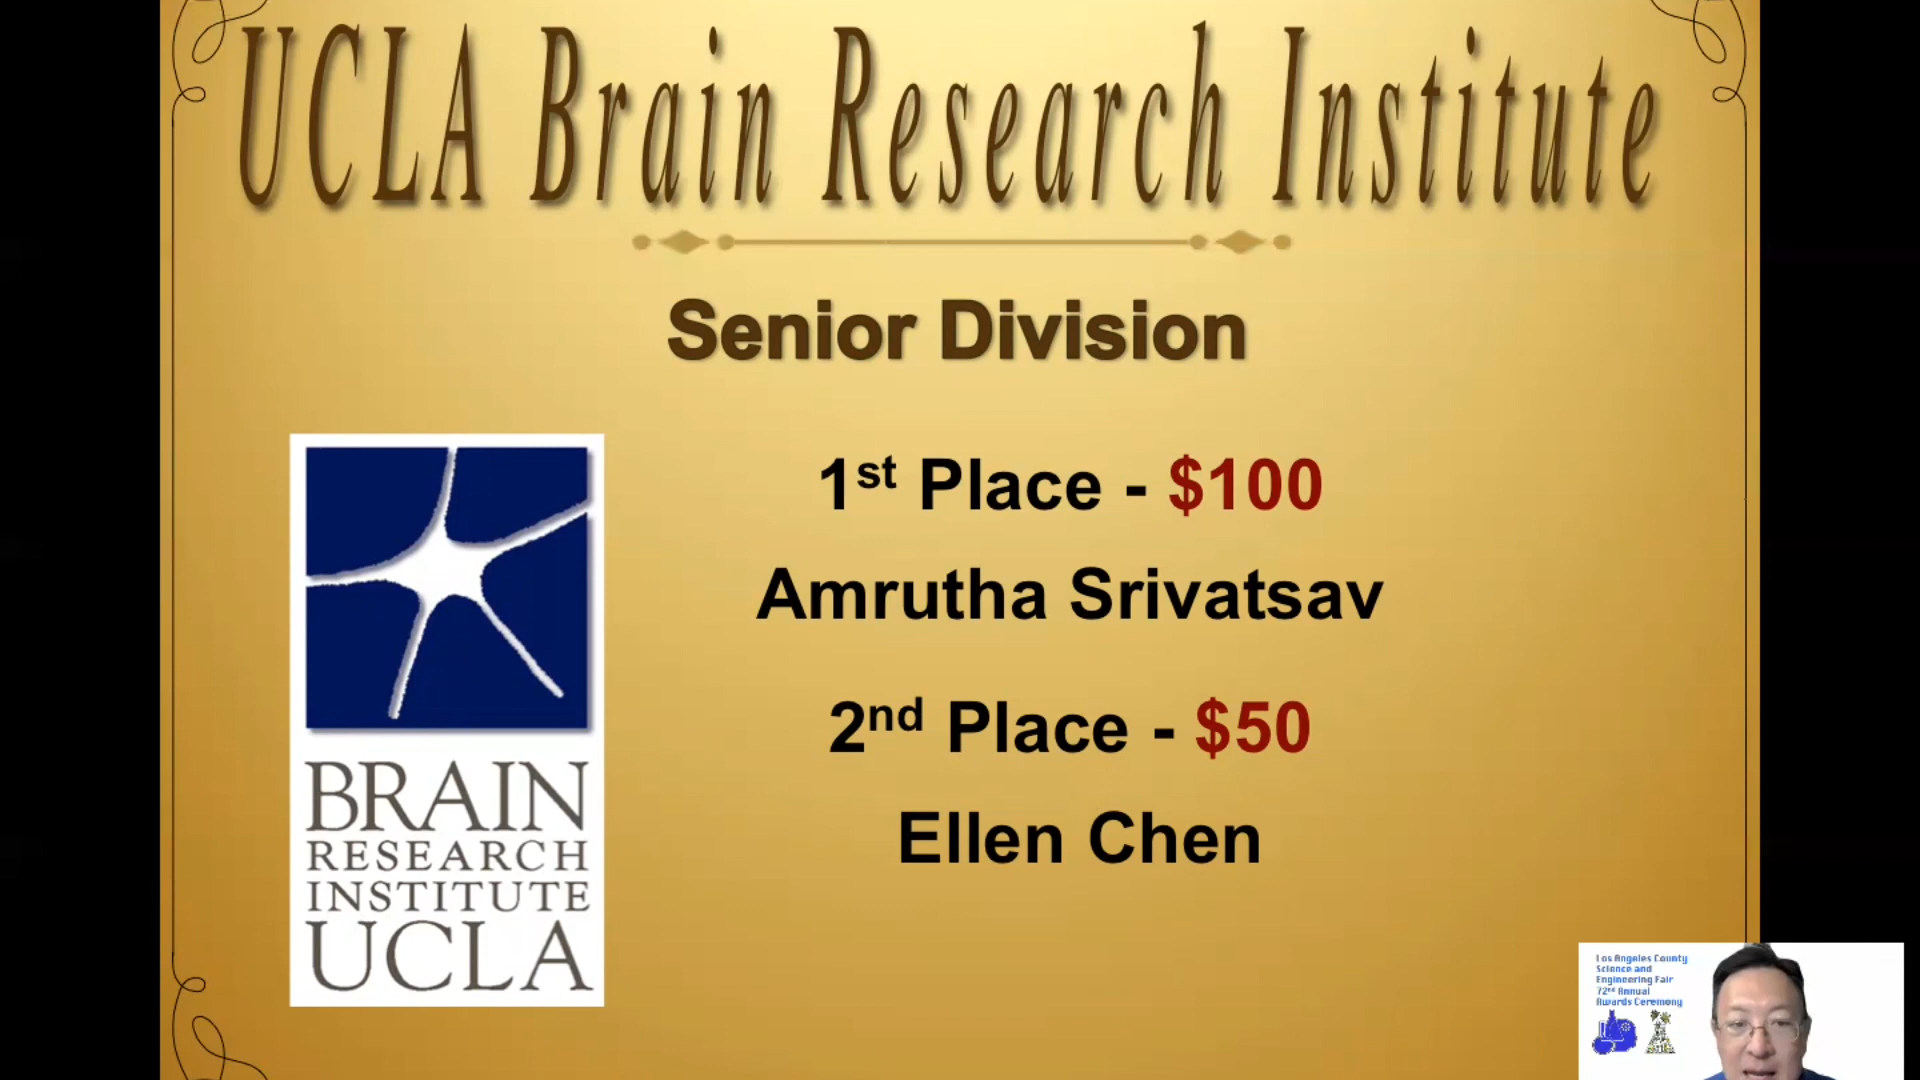 UCLA Brain Research Institute
Senior Division
1st Place - $100
Amrutha Srivatsav
2nd Place - $50
Ellen Chen
BRAIN
RESEARCH
INSTITUTE
UCLA
Los Angeles County
Science and
Engineering Fair
72nd Annual
Awards Ceremony